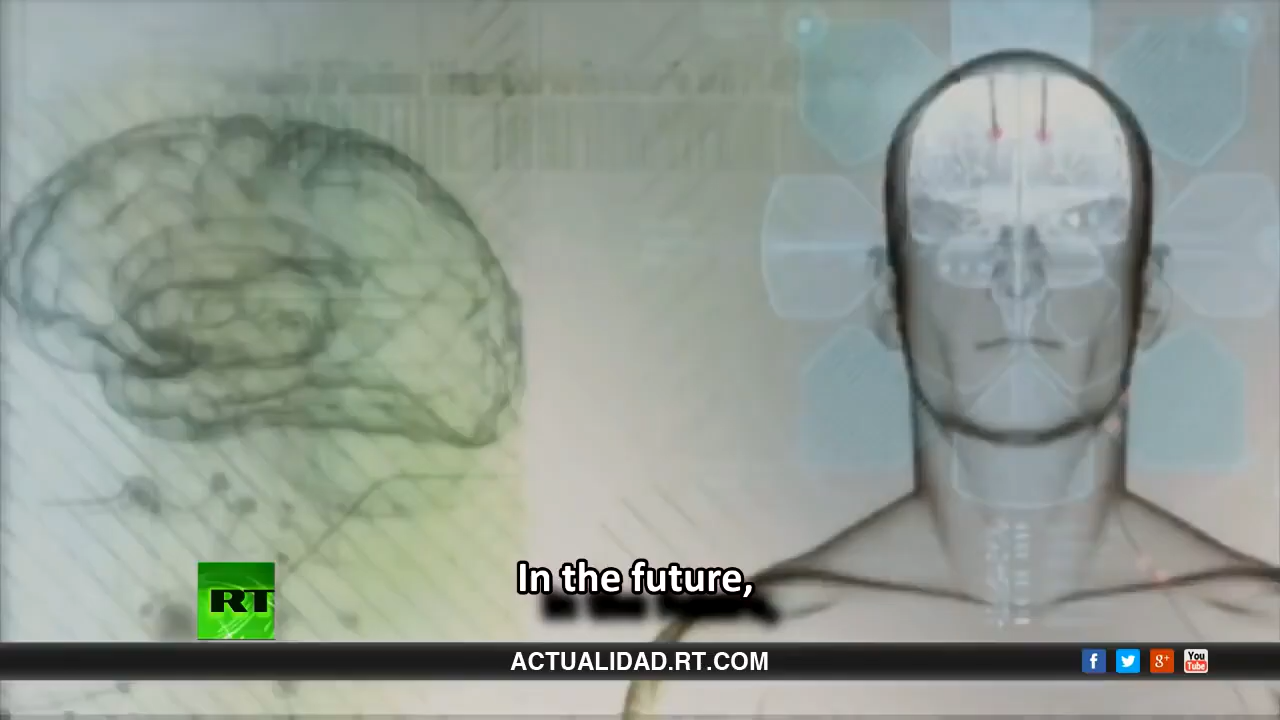 In the future,
RT
ACTUALIDAD.RT.COM
f
g+
You
Tube